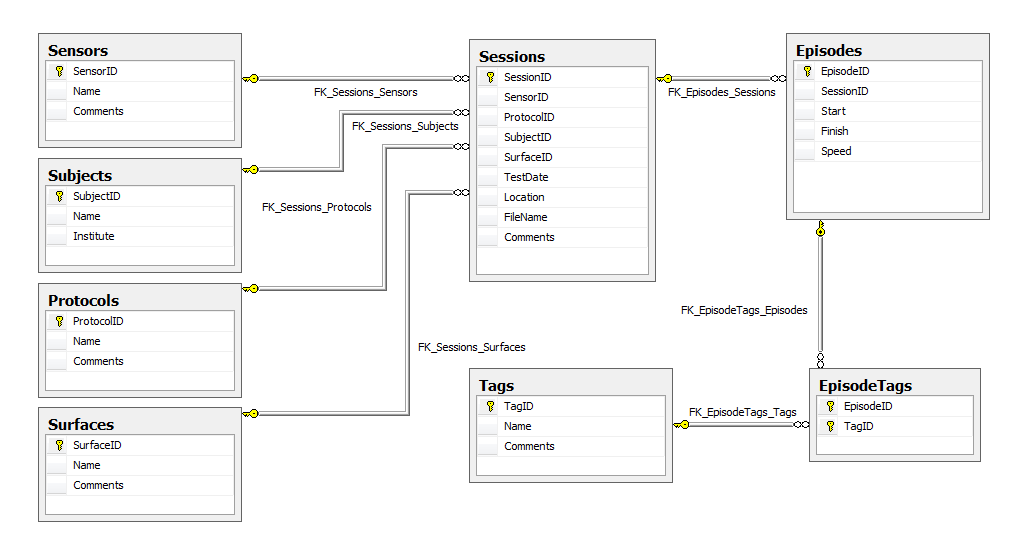 Sensors
SensorID
Name
Comments
Subjects
SubjectID
Name
Institute
Protocols
ProtocolID
Name
Comments
Surfaces
SurfaceID
Name
Comments
FK_Sessions_Sensors
FK_Sessions_Subjects
FK_Sessions_Protocols
FK_Sessions_Surfaces
Sessions
SessionID
SensorID
ProtocolID
SubjectID
SurfaceID
TestDate
Location
FileName
Comments
FK_Episodes_Sessions
Episodes
EpisodeID
SessionID
Start
Finish
Speed
FK_EpisodeTags_Episodes
Tags
TagID
Name
Comments
FK_EpisodeTags_Tags
EpisodeTags
EpisodeID
TagID